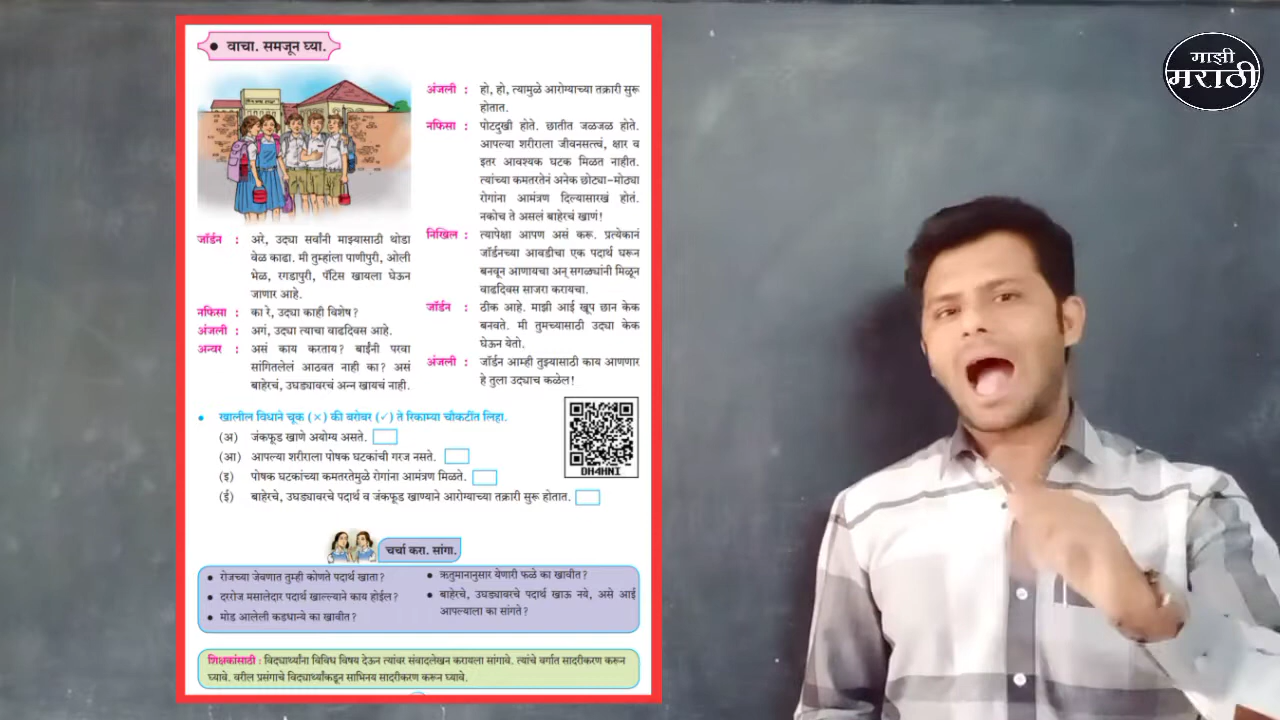 वाचा. समजून घ्या.
जॉर्डन : अरे, उद्या सर्वांनी माझ्यासाठी थोडा
वेळ काढा. मी तुम्हांला पाणीपुरी, ओली
भेळ, रगडापुरी, पॅटिस खायला घेऊन
जाणार आहे.
नफिसा : का रे, उद्या काही विशेष?
अंजली : अगं, उद्या त्याचा वाढदिवस आहे.
अन्वर : असं काय करताय? बाईंनी परवा
सांगितलेलं आठवत नाही का? असं
बाहेरचं, उघड्यावरचं अन्न खायचं नाही.
अंजली : हो, हो, त्यामुळे आरोग्याच्या तक्रारी सुरू
होतात.
नफिसा : पोटदुखी होते. छातीत जळजळ होते.
आपल्या शरीराला जीवनसत्त्वं, क्षार व
इतर आवश्यक घटक मिळत नाहीत.
त्यांच्या कमतरतेनं अनेक छोट्या-मोठ्या
रोगांना आमंत्रण दिल्यासारखं होतं.
नकोच ते असलं बाहेरचं खाणं!
निखिल : त्यापेक्षा आपण असं करू. प्रत्येकानं
जॉर्डनच्या आवडीचा एक पदार्थ घरून
बनवून आणायचा अन् सगळ्यांनी मिळून
वाढदिवस साजरा करायचा.
जॉर्डन : ठीक आहे. माझी आई खूप छान केक
बनवते. मी तुमच्यासाठी उद्या केक
घेऊन येतो.
अंजली : जॉर्डन आम्ही तुझ्यासाठी काय आणणार
हे तुला उद्याच कळेल!
खालील विधाने चूक (×) की बरोबर (✓) ते रिकाम्या चौकटींत लिहा.
(अ) जंकफूड खाणे अयोग्य असते.
(आ) आपल्या शरीराला पोषक घटकांची गरज नसते.
(इ) पोषक घटकांच्या कमतरतेमुळे रोगांना आमंत्रण मिळते.
(ई) बाहेरचे, उघड्यावरचे पदार्थ व जंकफूड खाण्याने आरोग्याच्या तक्रारी सुरू होतात.
DH4HNI
चर्चा करा. सांगा.
रोजच्या जेवणात तुम्ही कोणते पदार्थ खाता?
दररोज मसालेदार पदार्थ खाल्ल्याने काय होईल?
मोड आलेली कडधान्ये का खावीत?
ऋतुमानानुसार येणारी फळे का खावीत?
बाहेरचे, उघड्यावरचे पदार्थ खाऊ नये, असे आई
आपल्याला का सांगते?
शिक्षकांसाठी : विद्यार्थ्यांना विविध विषय देऊन त्यांवर संवादलेखन करायला सांगावे. त्यांचे वर्गात सादरीकरण करून
घ्यावे. वरील प्रसंगाचे विद्यार्थ्यांकडून साभिनय सादरीकरण करून घ्यावे.
माझी
मराठी